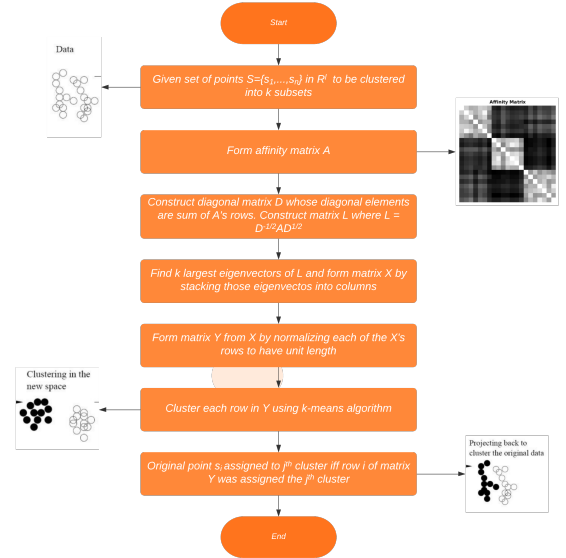 Start
Data
Given set of points S={s1,...,sn} in Rl to be clustered
into k subsets
Affinity Matrix
Form affinity matrix A
Construct diagonal matrix D whose diagonal elements
are sum of A's rows. Construct matrix L where L =
D-1/2AD1/2
Find k largest eigenvectors of L and form matrix X by
stacking those eigenvectos into columns
Form matrix Y from X by normalizing each of the X's
rows to have unit length
Clustering in the
new space
Cluster each row in Y using k-means algorithm
Projecting back to
cluster the original data
Original point si assigned to jth cluster iff row i of matrix
Y was assigned the jth cluster
End